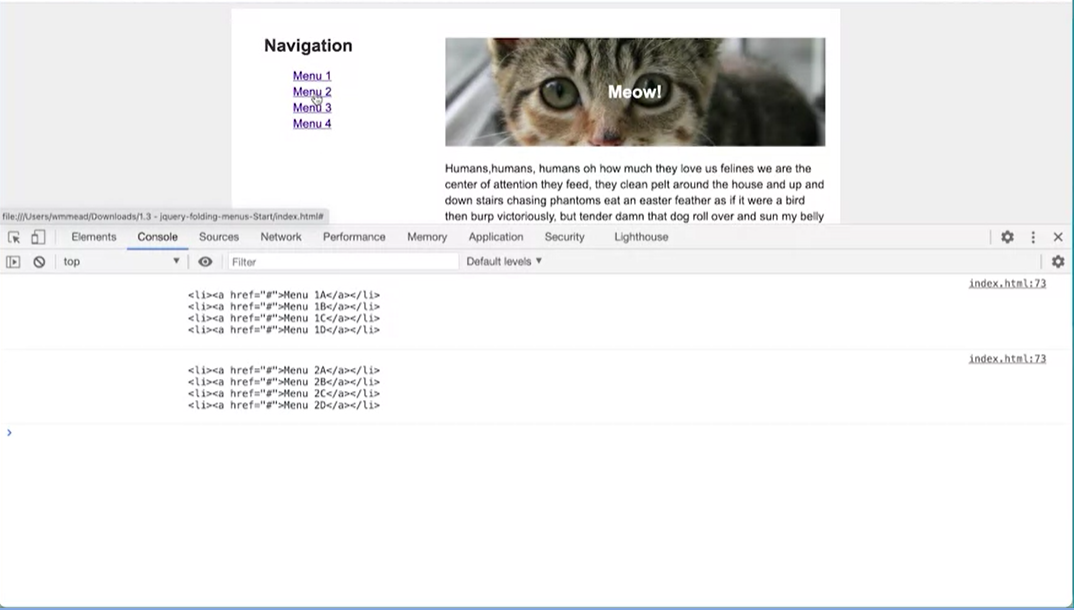 Navigation
Menu 1
Menu 2
Menu 3
Menu 4
Meow!
Humans,humans, humans oh how much they love us felines we are the
center of attention they feed, they clean pelt around the house and up and
down stairs chasing phantoms eat an easter feather as if it were a bird
then burp victoriously, but tender damn that dog roll over and sun my belly
file:///Users/wmmead/Downloads/1.3 - jquery-folding-menus-Start/index.html#
Elements Console Sources Network Performance Memory Application Security Lighthouse
top Filter Default levels
index.html:73
<li><a href="#">Menu 1A</a></li>
<li><a href="#">Menu 1B</a></li>
<li><a href="#">Menu 1C</a></li>
<li><a href="#">Menu 1D</a></li>
index.html:73
<li><a href="#">Menu 2A</a></li>
<li><a href="#">Menu 2B</a></li>
<li><a href="#">Menu 2C</a></li>
<li><a href="#">Menu 2D</a></li>